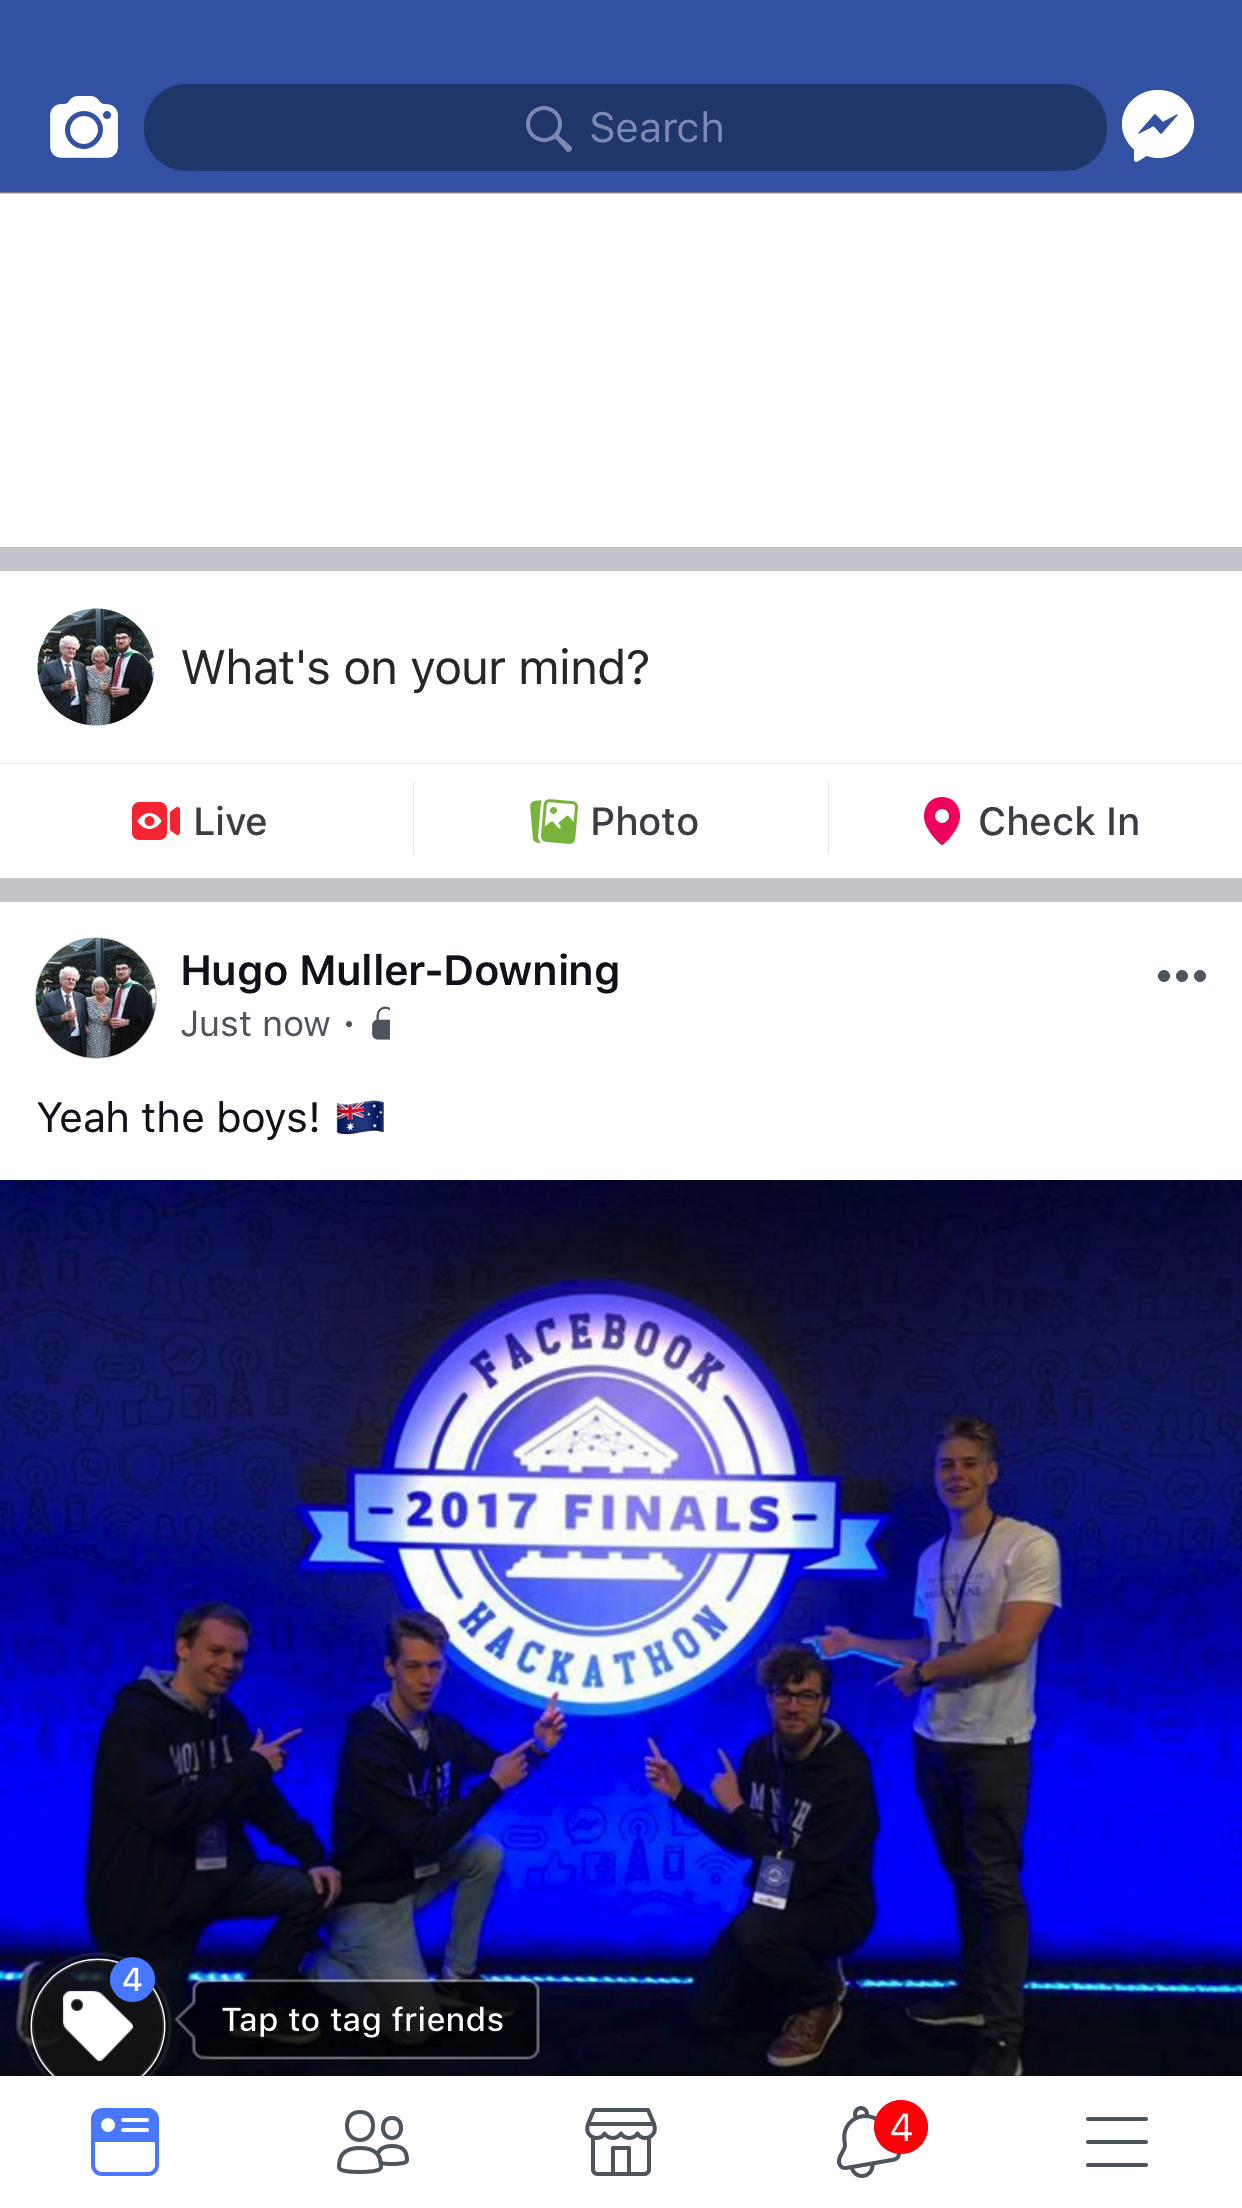 Search
What's on your mind?
Live
Photo
Check In
Hugo Muller-Downing
Just now ·
Yeah the boys! 🇦🇺
FACEBOOK
-2017 FINALS-
HACKATHON
4
Tap to tag friends
4